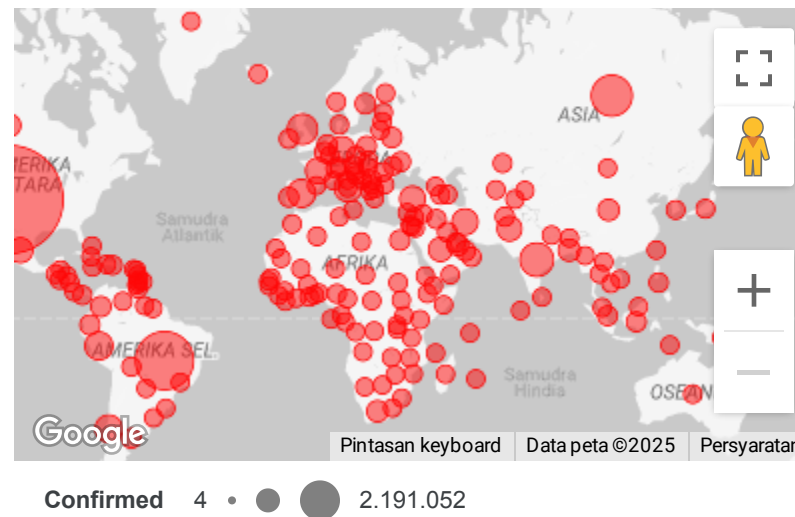 ASIA
MERIKA
TARA
Samudra
Atlantik
AFRIKA
AMERIKA SEL.
Samudra
Hindia
OSEAN
Google
Pintasan keyboard
Data peta ©2025
Persyaratan
Confirmed 4 2.191.052